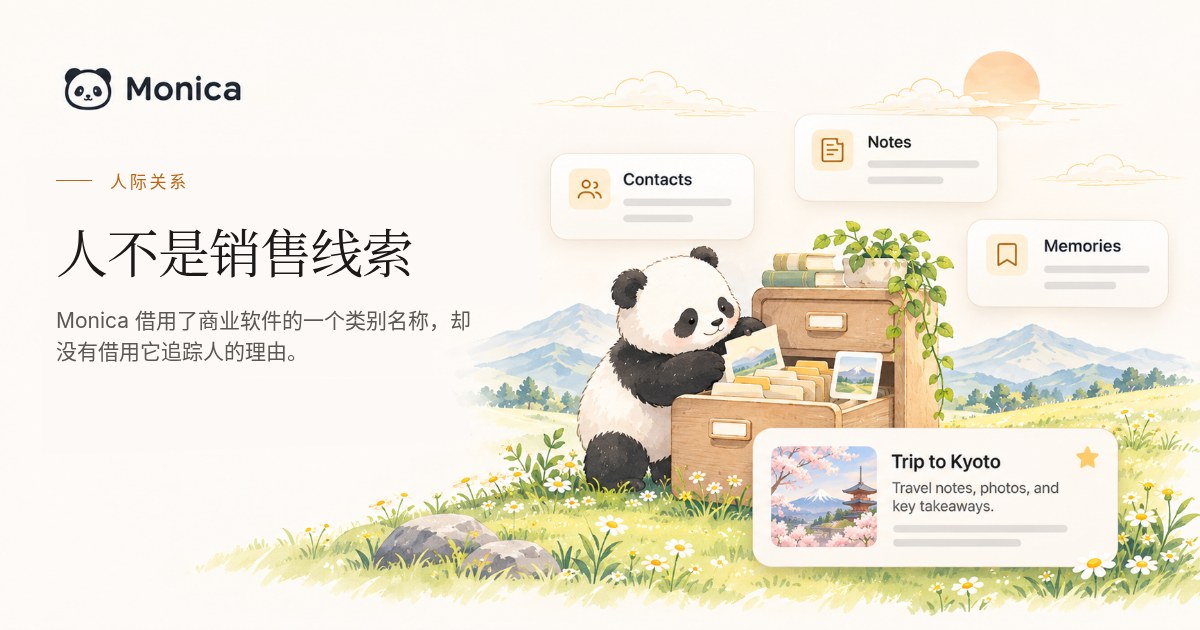 Monica
人际关系
人不是销售线索
Monica 借用了商业软件的一个类别名称，却
没有借用它追踪人的理由。
Contacts
Notes
Memories
Trip to Kyoto
Travel notes, photos, and
key takeaways.